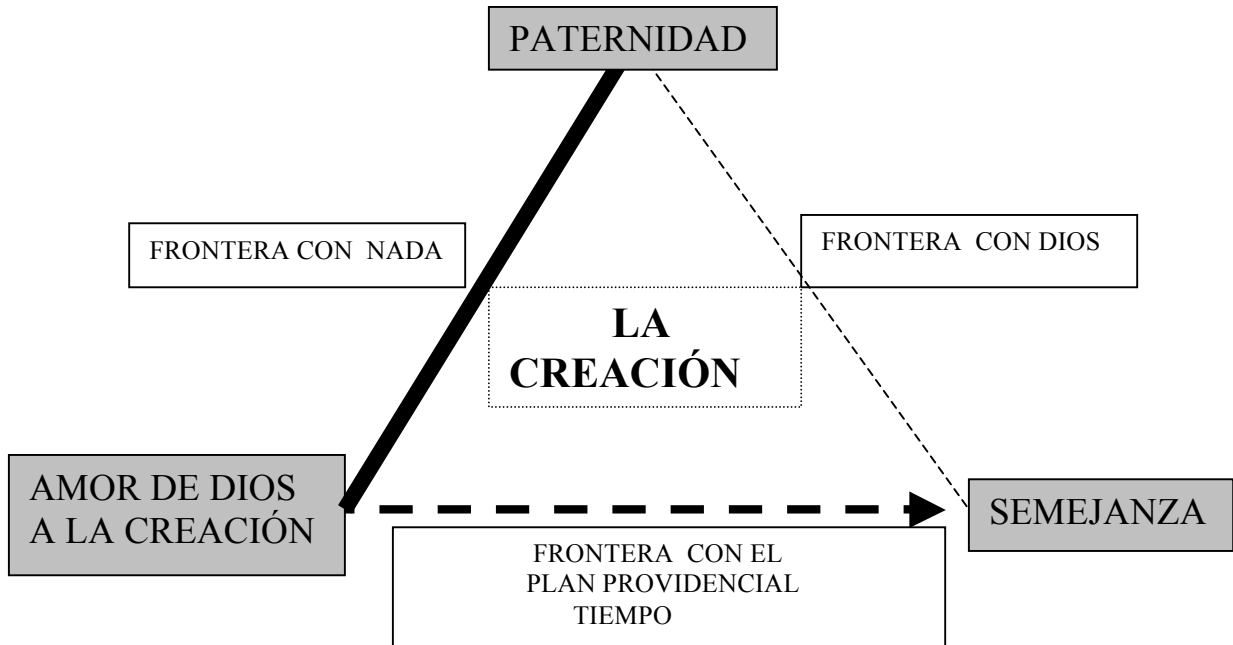 PATERNIDAD
FRONTERA CON NADA
FRONTERA CON DIOS
LA
CREACIÓN
AMOR DE DIOS
A LA CREACIÓN
SEMEJANZA
FRONTERA CON EL
PLAN PROVIDENCIAL
TIEMPO